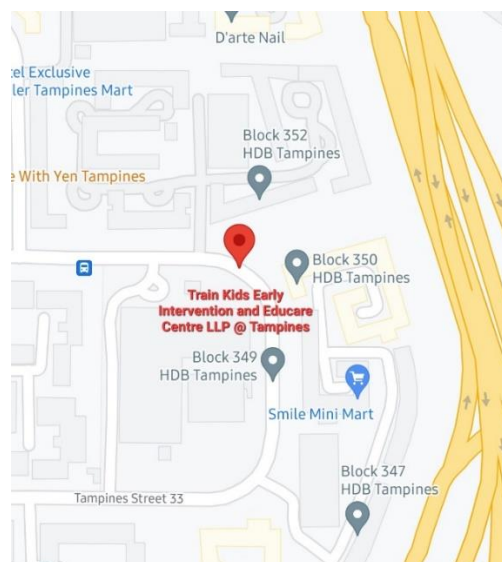 D'arte Nail
tel Exclusive
ler Tampines Mart
Block 352
HDB Tampines
e With Yen Tampines
Block 350
HDB Tampines
Train Kids Early
Intervention and Educare
Centre LLP @ Tampines
Block 349
HDB Tampines
Smile Mini Mart
Block 347
HDB Tampines
Tampines Street 33